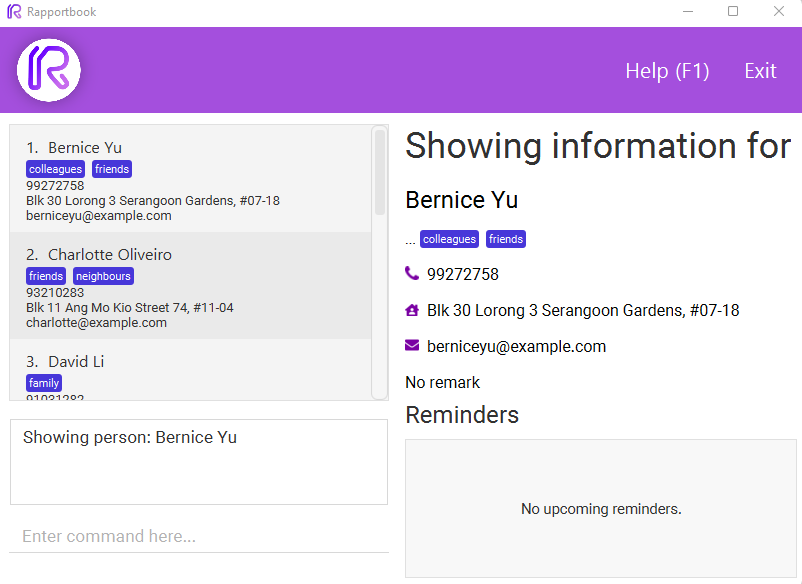 Rapportbook
Help (F1) Exit
1. Bernice Yu
colleagues friends
99272758
Blk 30 Lorong 3 Serangoon Gardens, #07-18
berniceyu@example.com
2. Charlotte Oliveiro
friends neighbours
93210283
Blk 11 Ang Mo Kio Street 74, #11-04
charlotte@example.com
3. David Li
family
91031282
Showing person: Bernice Yu
Enter command here...
Showing information for
Bernice Yu
... colleagues friends
99272758
Blk 30 Lorong 3 Serangoon Gardens, #07-18
berniceyu@example.com
No remark
Reminders
No upcoming reminders.